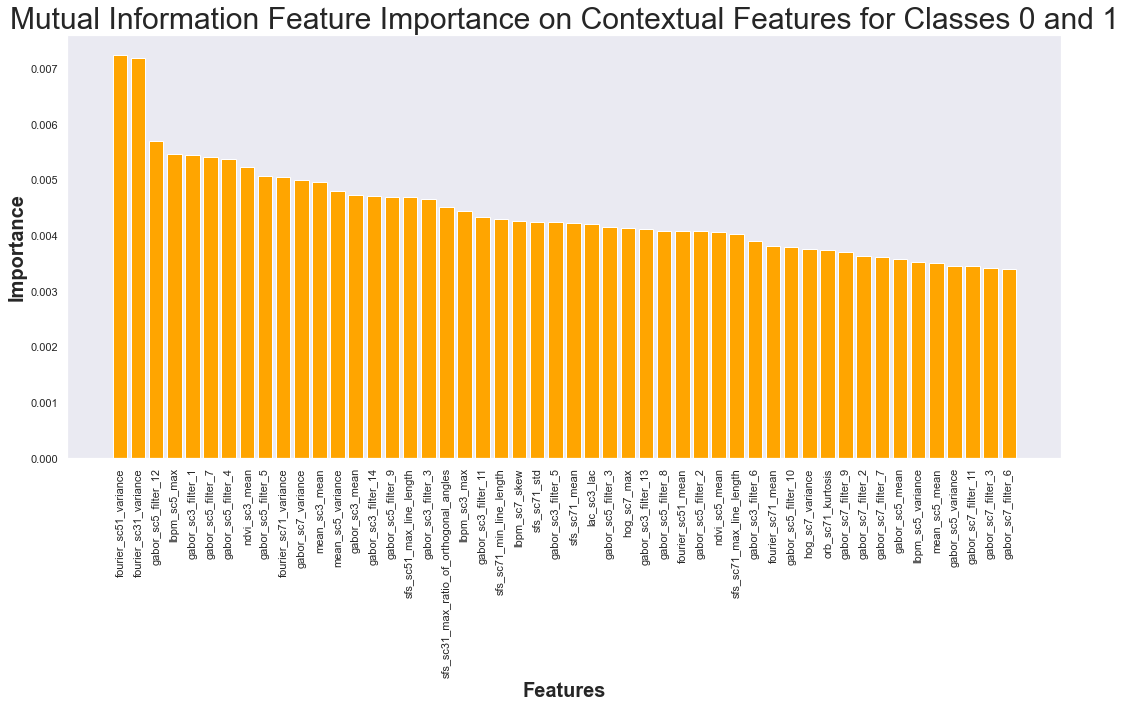 Mutual Information Feature Importance on Contextual Features for Classes 0 and 1
Importance
0.007
0.006
0.005
0.004
0.003
0.002
0.001
0.000
fourier_sc51_variance
fourier_sc31_variance
gabor_sc5_filter_12
lbpm_sc5_max
gabor_sc3_filter_1
gabor_sc5_filter_7
gabor_sc5_filter_4
ndvi_sc3_mean
gabor_sc5_filter_5
fourier_sc71_variance
gabor_sc7_variance
mean_sc3_mean
mean_sc5_variance
gabor_sc3_mean
gabor_sc3_filter_14
gabor_sc5_filter_9
sfs_sc51_max_line_length
gabor_sc3_filter_3
sfs_sc31_max_ratio_of_orthogonal_angles
lbpm_sc3_max
gabor_sc3_filter_11
sfs_sc71_min_line_length
lbpm_sc7_skew
sfs_sc71_std
gabor_sc3_filter_5
sfs_sc71_mean
lac_sc3_lac
gabor_sc5_filter_3
hog_sc7_max
gabor_sc3_filter_13
gabor_sc5_filter_8
fourier_sc51_mean
gabor_sc5_filter_2
ndvi_sc5_mean
sfs_sc71_max_line_length
gabor_sc3_filter_6
fourier_sc71_mean
gabor_sc5_filter_10
hog_sc7_variance
orb_sc71_kurtosis
gabor_sc7_filter_9
gabor_sc7_filter_2
gabor_sc7_filter_7
gabor_sc5_mean
lbpm_sc5_variance
mean_sc5_mean
gabor_sc5_variance
gabor_sc7_filter_11
gabor_sc7_filter_3
gabor_sc7_filter_6
Features